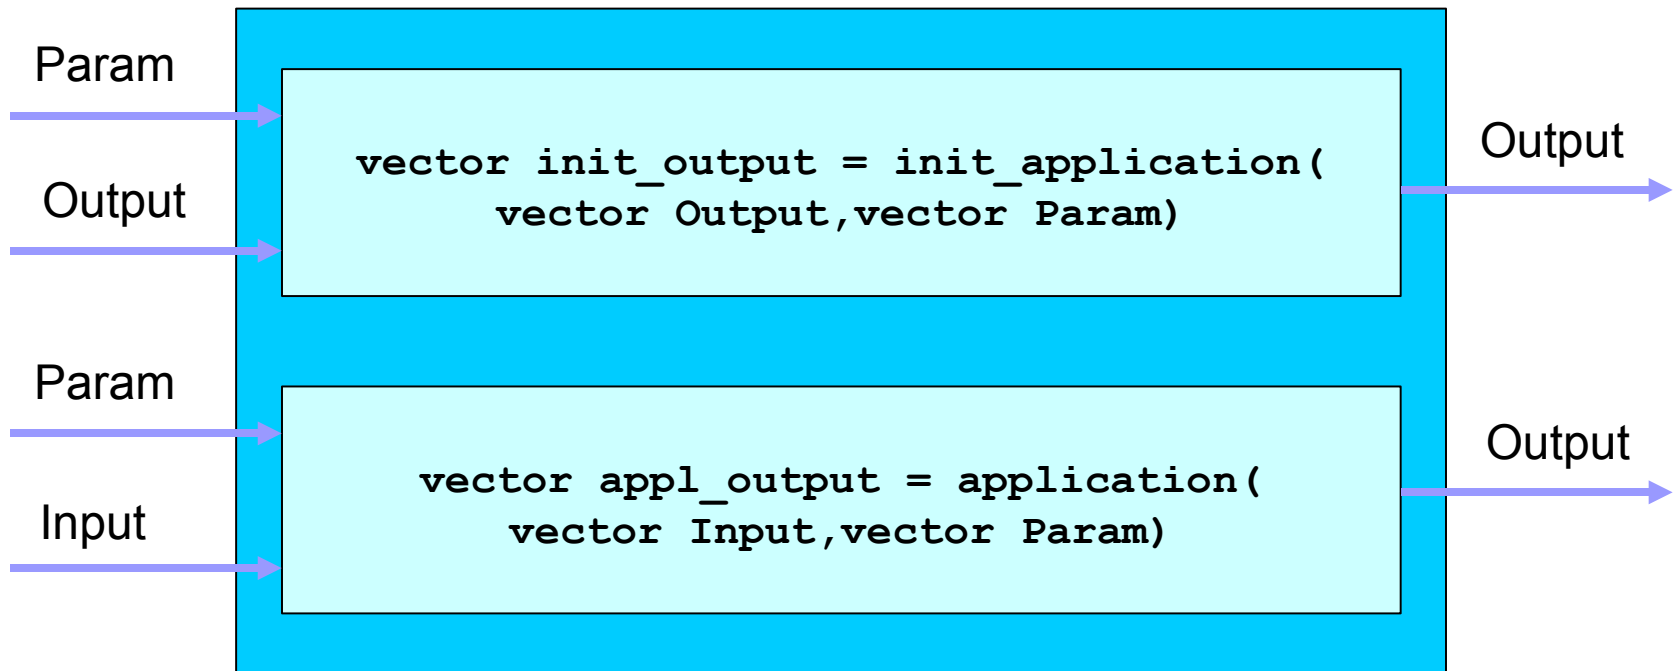 Param
Output
vector init_output = init_application(
vector Output,vector Param)
Output
Param
Input
vector appl_output = application(
vector Input,vector Param)
Output